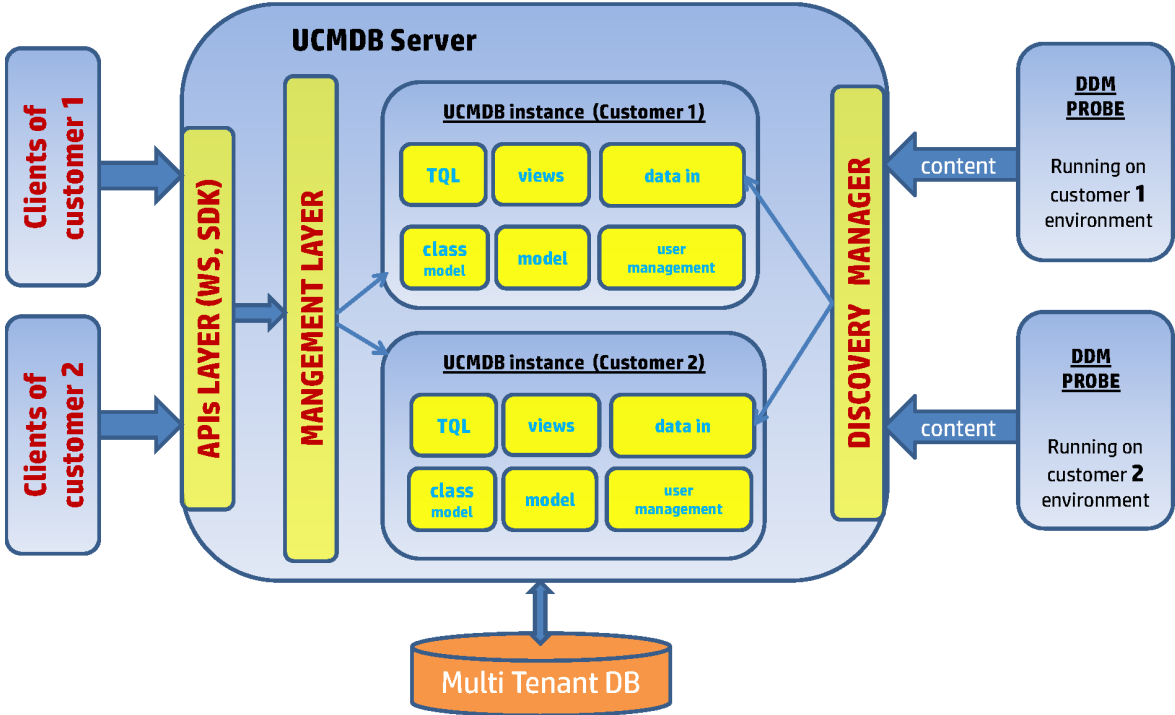 UCMDB Server
Clients of
customer 1
Clients of
customer 2
APIs LAYER (WS, SDK)
MANGEMENT LAYER
UCMDB instance (Customer 1)
TQL
views
data in
class
model
model
user
management
UCMDB instance (Customer 2)
TQL
views
data in
class
model
model
user
management
DISCOVERY MANAGER
content
content
DDM
PROBE
Running on
customer 1
environment
DDM
PROBE
Running on
customer 2
environment
Multi Tenant DB